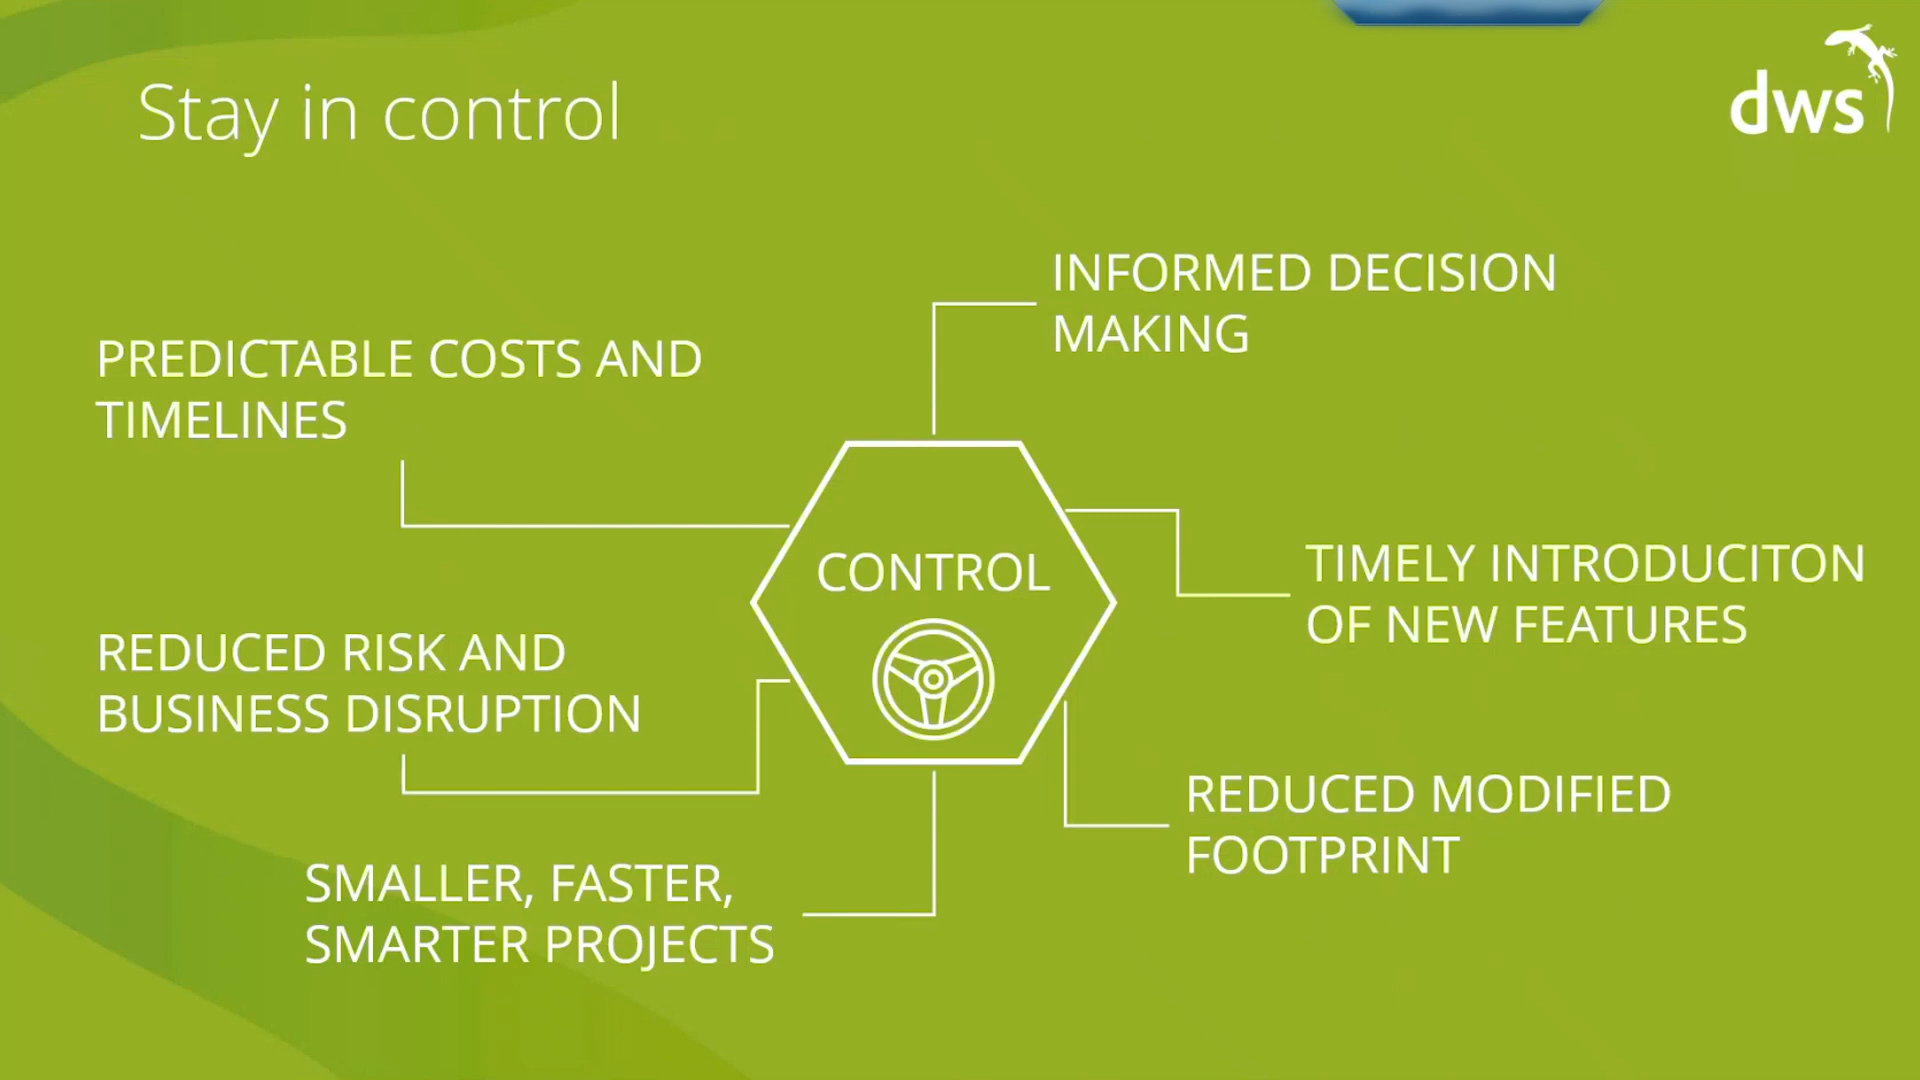 Stay in control
dws
INFORMED DECISION
MAKING
PREDICTABLE COSTS AND
TIMELINES
CONTROL
TIMELY INTRODUCITON
OF NEW FEATURES
REDUCED RISK AND
BUSINESS DISRUPTION
REDUCED MODIFIED
FOOTPRINT
SMALLER, FASTER,
SMARTER PROJECTS